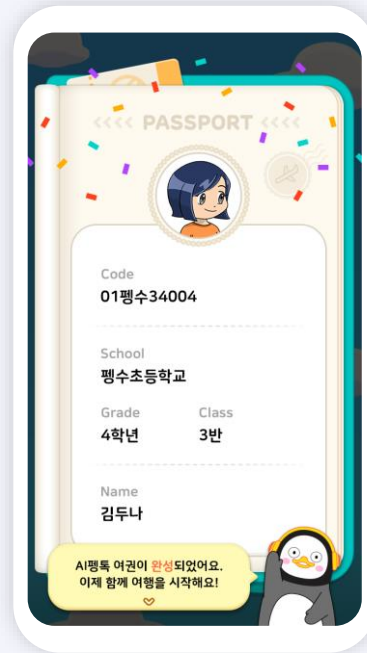 <<<< PASSPORT <<<<
Code
01펭수34004
School
펭수초등학교
Grade Class
4학년 3반
Name
김두나
AI펭톡 여권이 완성되었어요.
이제 함께 여행을 시작해요!